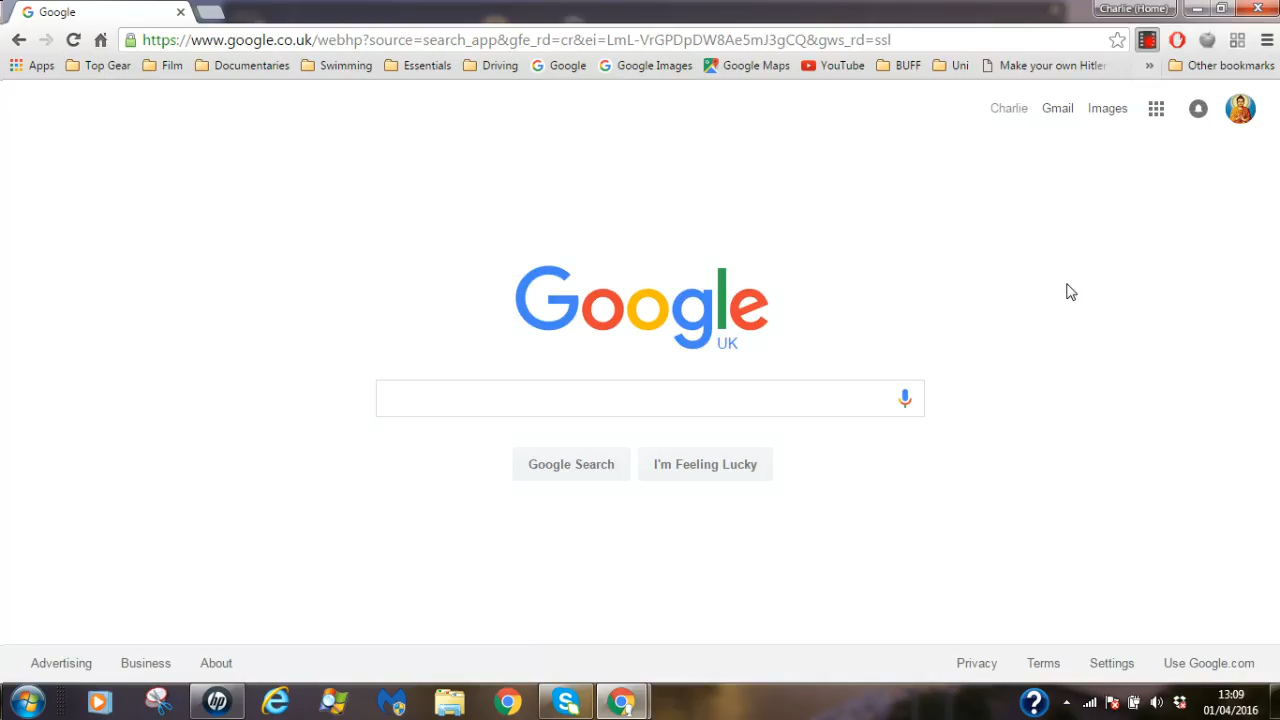 Google
Charlie (Home)
https://www.google.co.uk/webhp?source=search_app&gfe_rd=cr&ei=LmL-VrGPDpDW8Ae5mJ3gCQ&gws_rd=ssl
Apps Top Gear Film Documentaries Swimming Essentials Driving Google Google Images Google Maps YouTube BUFF Uni Make your own Hitler » Other bookmarks
Charlie Gmail Images
Google
UK
Google Search I'm Feeling Lucky
Advertising Business About Privacy Terms Settings Use Google.com
hp
13:09
01/04/2016